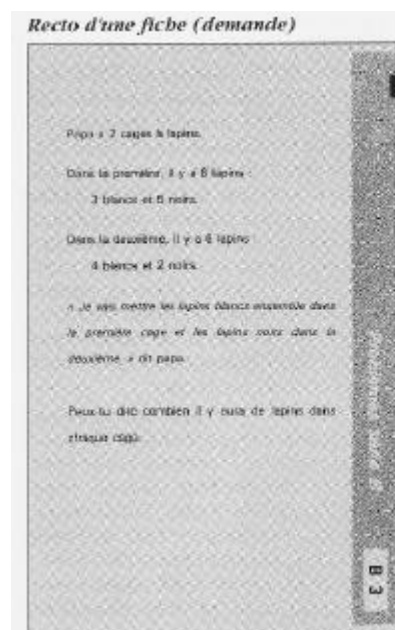 Recto d'une fiche (demande)
Papa a 2 cages à lapins.
Dans la première, il y a 8 lapins :
3 blancs et 5 noirs.
Dans la deuxième, il y a 6 lapins :
4 blancs et 2 noirs.
« Je vais mettre les lapins blancs ensemble dans
la première cage et les lapins noirs dans la
deuxième. » dit papa.
Peux-tu dire combien il y aura de lapins dans
chaque cage.
B 3